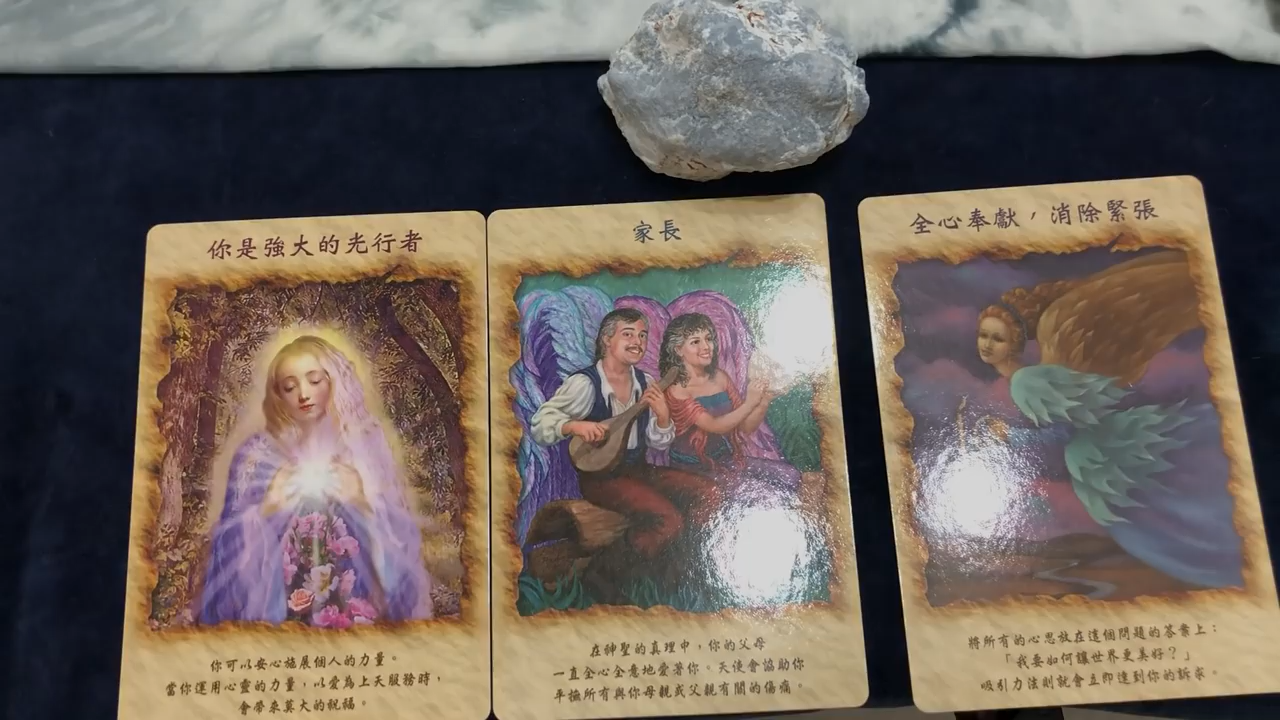 你是強大的光行者
你可以安心施展個人的力量。
當你運用心靈的力量，以愛為上天服務時，
會帶來莫大的祝福。
家長
在神聖的真理中，你的父母
一直全心全意地愛著你。天使會協助你
平撫所有與你母親或父親有關的傷痛。
全心奉獻，消除緊張
將所有的心思放在這個問題的答案上：
「我要如何讓世界更美好？」
吸引力法則就會立即達到你的訴求。